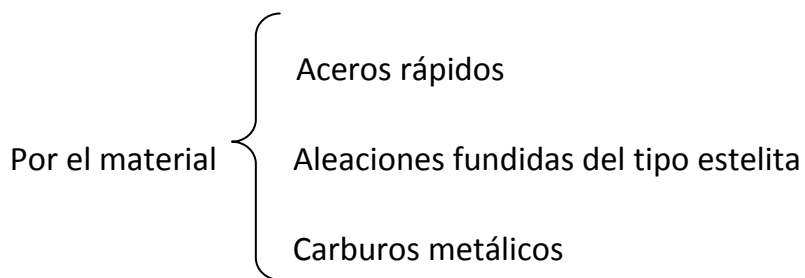 Aceros rápidos
Por el material
Aleaciones fundidas del tipo estelita
Carburos metálicos